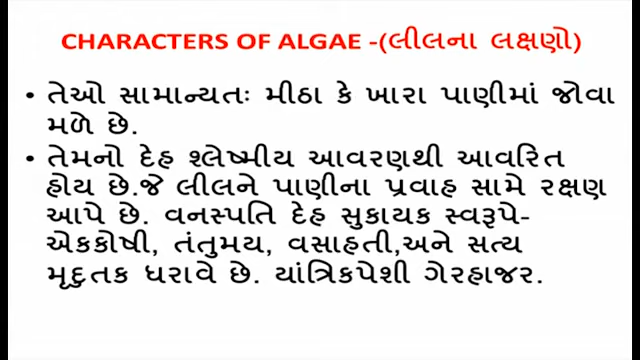 CHARACTERS OF ALGAE -(લીલના લક્ષણો)
• તેઓ સામાન્યતઃ મીઠા કે ખારા પાણીમાં જોવા
મળે છે.
• તેમનો દેહ શ્લેષ્મીય આવરણથી આવરિત
હોય છે.જે લીલને પાણીના પ્રવાહ સામે રક્ષણ
આપે છે. વનસ્પતિ દેહ સુકાયક સ્વરૂપે-
એકકોષી, તંતુમય, વસાહતી,અને સત્ય
મૃદુતક ધરાવે છે. યાંત્રિકપેશી ગેરહાજર.